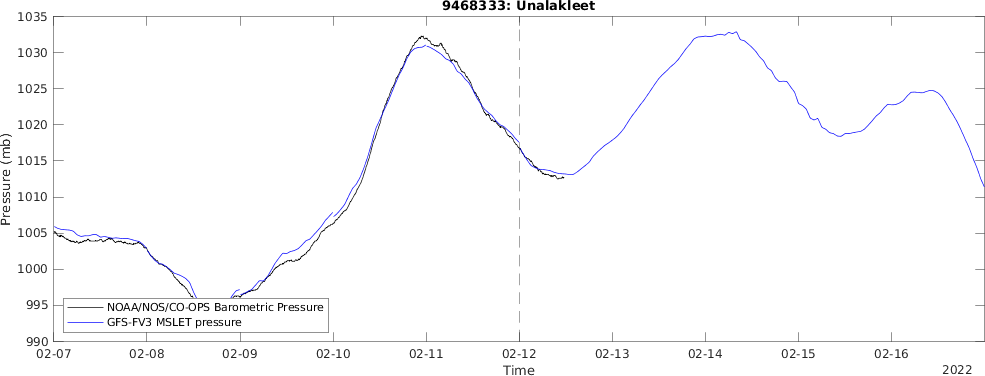 9468333: Unalakleet
1035
1030
1025
1020
1015
1010
1005
1000
995
990
Pressure (mb)
NOAA/NOS/CO-OPS Barometric Pressure
GFS-FV3 MSLET pressure
02-07 02-08 02-09 02-10 02-11 02-12 02-13 02-14 02-15 02-16
Time
2022